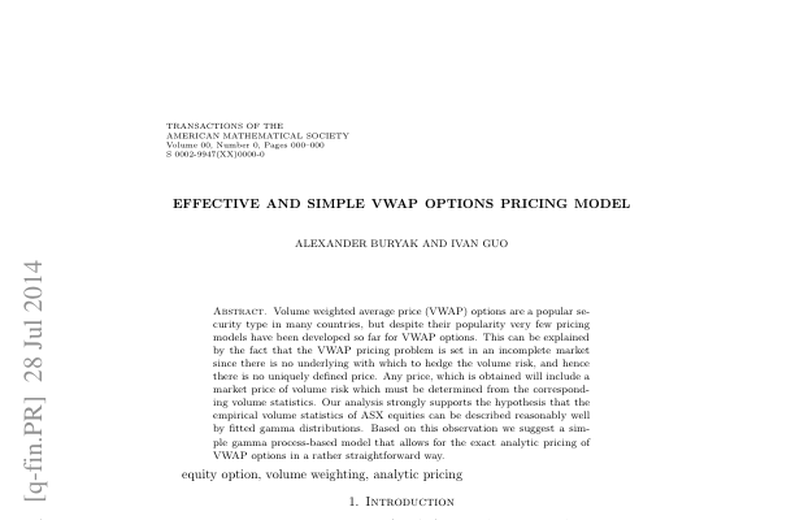 TRANSACTIONS OF THE
AMERICAN MATHEMATICAL SOCIETY
Volume 00, Number 0, Pages 000–000
S 0002-9947(XX)0000-0
EFFECTIVE AND SIMPLE VWAP OPTIONS PRICING MODEL
ALEXANDER BURYAK AND IVAN GUO
Abstract. Volume weighted average price (VWAP) options are a popular se-
curity type in many countries, but despite their popularity very few pricing
models have been developed so far for VWAP options. This can be explained
by the fact that the VWAP pricing problem is set in an incomplete market
since there is no underlying with which to hedge the volume risk, and hence
there is no uniquely defined price. Any price, which is obtained will include a
market price of volume risk which must be determined from the correspond-
ing volume statistics. Our analysis strongly supports the hypothesis that the
empirical volume statistics of ASX equities can be described reasonably well
by fitted gamma distributions. Based on this observation we suggest a sim-
ple gamma process-based model that allows for the exact analytic pricing of
VWAP options in a rather straightforward way.
equity option, volume weighting, analytic pricing
1. Introduction
[q-fin.PR] 28 Jul 2014